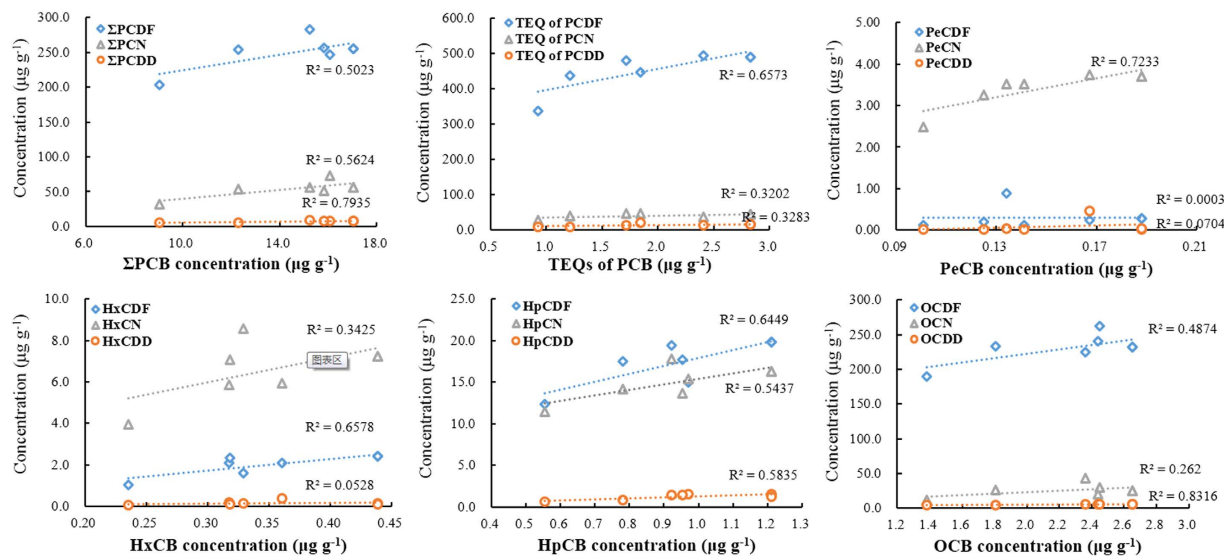 300.0
250.0
200.0
150.0
100.0
50.0
0.0
6.0 10.0 14.0 18.0
Concentration (µg g-1)
ΣPCB concentration (µg g-1)
ΣPCDF
ΣPCN
ΣPCDD
R² = 0.5023
R² = 0.5624
R² = 0.7935
600.0
500.0
400.0
300.0
200.0
100.0
0.0
0.5 1.0 1.5 2.0 2.5 3.0
Concentration (µg g-1)
TEQs of PCB (µg g-1)
TEQ of PCDF
TEQ of PCN
TEQ of PCDD
R² = 0.6573
R² = 0.3202
R² = 0.3283
5.00
4.00
3.00
2.00
1.00
0.00
0.09 0.13 0.17 0.21
Concentration (µg g-1)
PeCB concentration (µg g-1)
PeCDF
PeCN
PeCDD
R² = 0.7233
R² = 0.0003
R² = 0.0704
10.0
8.0
6.0
4.0
2.0
0.0
0.20 0.25 0.30 0.35 0.40 0.45
Concentration (µg g-1)
HxCB concentration (µg g-1)
HxCDF
HxCN
HxCDD
R² = 0.3425
图表区
R² = 0.6578
R² = 0.0528
25.0
20.0
15.0
10.0
5.0
0.0
0.4 0.5 0.6 0.7 0.8 0.9 1.0 1.1 1.2 1.3
Concentration (µg g-1)
HpCB concentration (µg g-1)
HpCDF
HpCN
HpCDD
R² = 0.6449
R² = 0.5437
R² = 0.5835
300.0
250.0
200.0
150.0
100.0
50.0
0.0
1.2 1.4 1.6 1.8 2.0 2.2 2.4 2.6 2.8 3.0
Concentration (µg g-1)
OCB concentration (µg g-1)
OCDF
OCN
OCDD
R² = 0.4874
R² = 0.262
R² = 0.8316